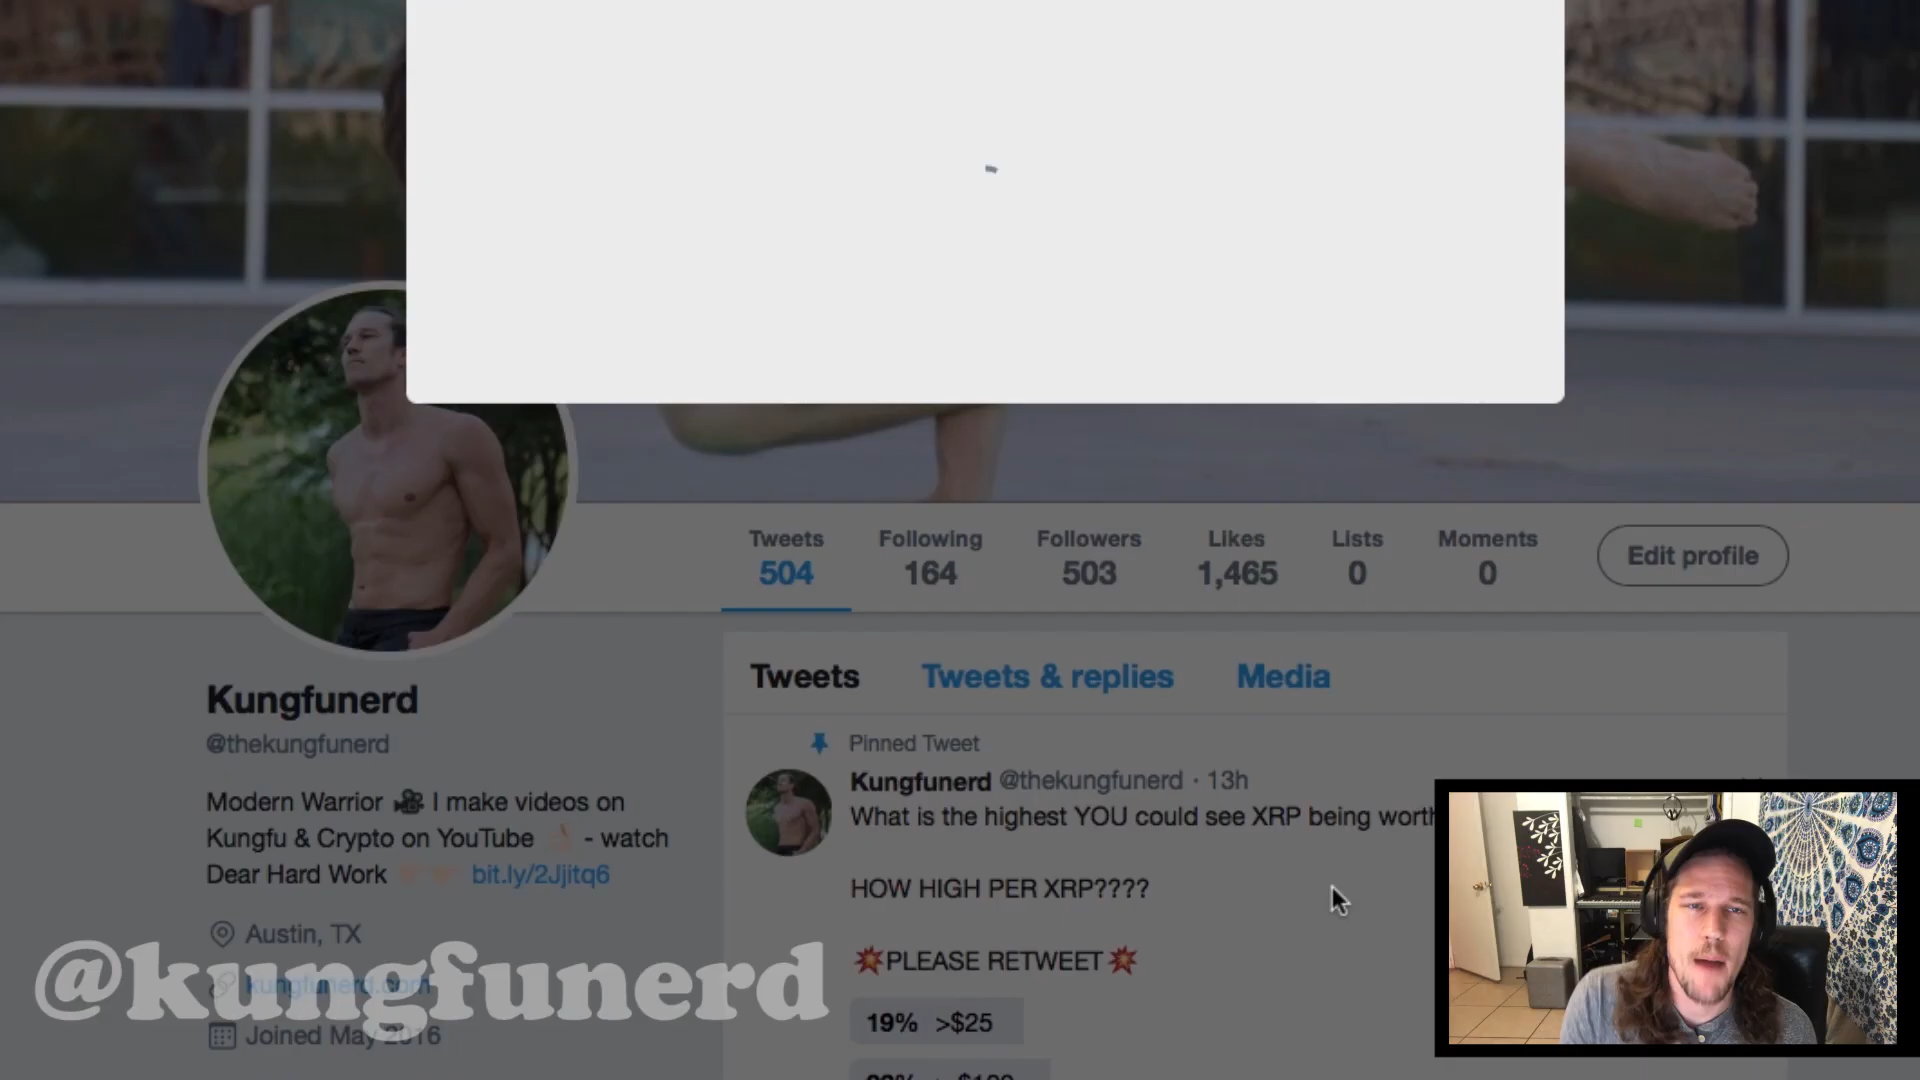 Tweets Following Followers Likes Lists Moments
504 164 503 1,465 0 0
Edit profile
Kungfunerd
@thekungfunerd
Modern Warrior 🎥 I make videos on
Kungfu & Crypto on YouTube 👌🏻 - watch
Dear Hard Work bit.ly/2Jjitq6
Austin, TX
kungfunerd.com
Joined May 2016
Tweets Tweets & replies Media
Pinned Tweet
Kungfunerd @thekungfunerd · 13h
What is the highest YOU could see XRP being worth
HOW HIGH PER XRP????
💥PLEASE RETWEET💥
19% >$25
@kungfunerd